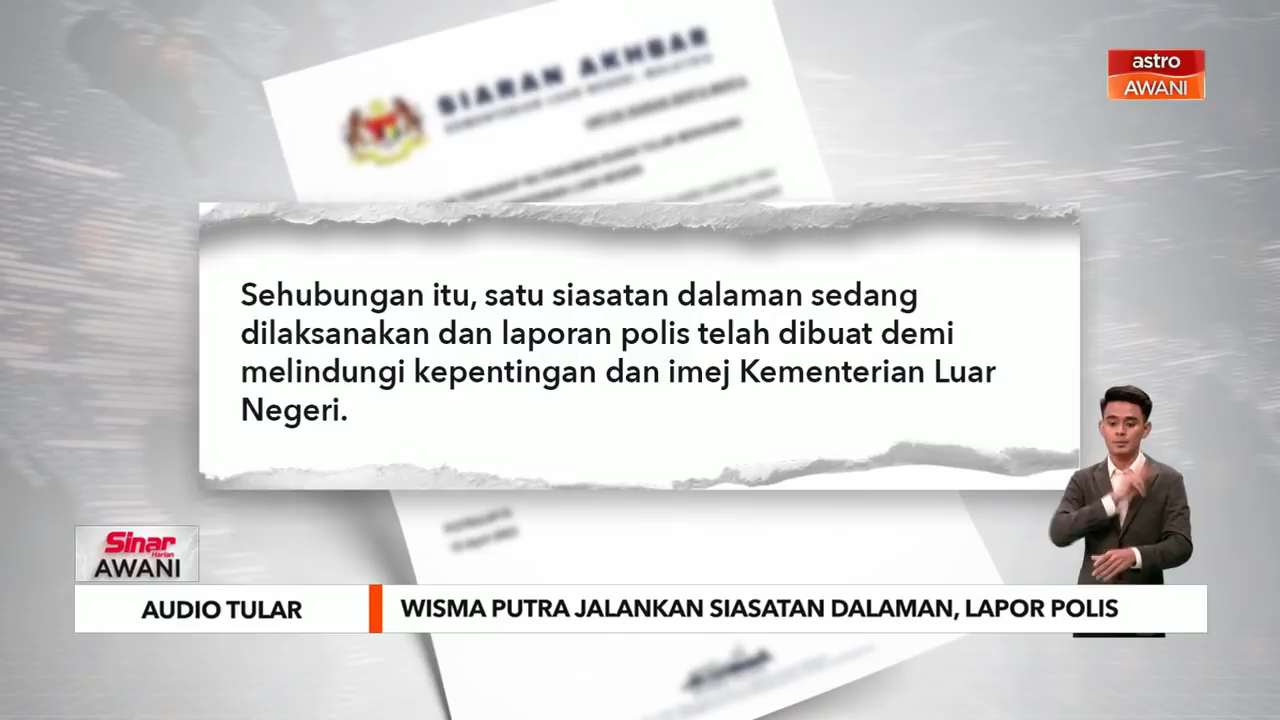 SIARAN AKHBAR
astro
AWANI
Sehubungan itu, satu siasatan dalaman sedang
dilaksanakan dan laporan polis telah dibuat demi
melindungi kepentingan dan imej Kementerian Luar
Negeri.
Sinar
Harian
AWANI
AUDIO TULAR
WISMA PUTRA JALANKAN SIASATAN DALAMAN, LAPOR POLIS